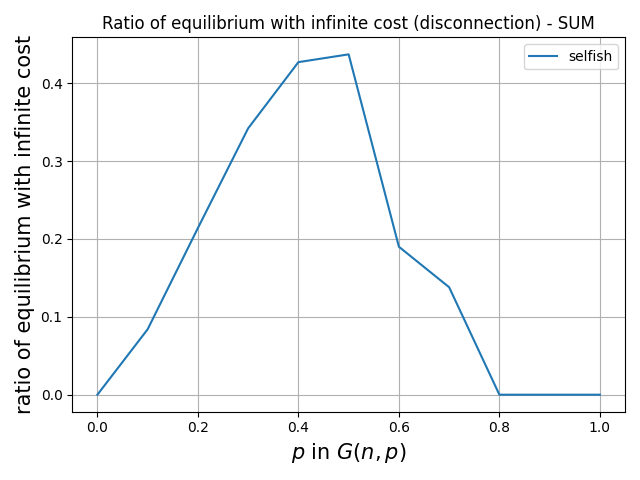 Ratio of equilibrium with infinite cost (disconnection) - SUM
selfish
ratio of equilibrium with infinite cost
0.4
0.3
0.2
0.1
0.0
0.0 0.2 0.4 0.6 0.8 1.0
p in G(n, p)